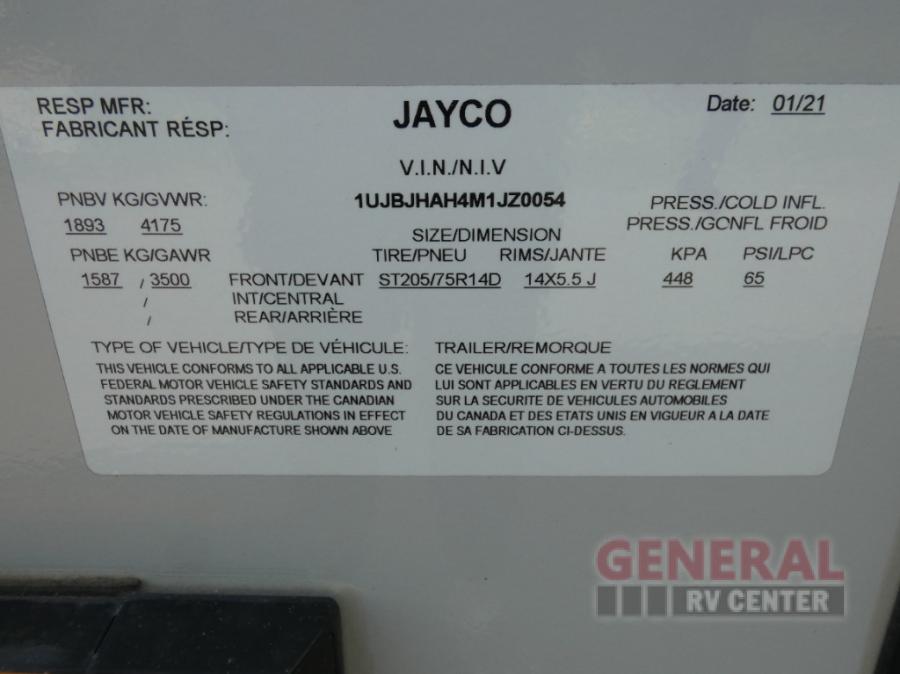 RESP MFR: JAYCO Date: 01/21
FABRICANT RÉSP:
V.I.N./N.I.V
PNBV KG/GVWR: 1UJBJHAH4M1JZ0054 PRESS./COLD INFL.
1893 4175 SIZE/DIMENSION PRESS./GONFL FROID
PNBE KG/GAWR TIRE/PNEU RIMS/JANTE KPA PSI/LPC
1587 / 3500 FRONT/DEVANT ST205/75R14D 14X5.5 J 448 65
/ INT/CENTRAL
/ REAR/ARRIÈRE
TYPE OF VEHICLE/TYPE DE VÉHICULE: TRAILER/REMORQUE
THIS VEHICLE CONFORMS TO ALL APPLICABLE U.S.
FEDERAL MOTOR VEHICLE SAFETY STANDARDS AND
STANDARDS PRESCRIBED UNDER THE CANADIAN
MOTOR VEHICLE SAFETY REGULATIONS IN EFFECT
ON THE DATE OF MANUFACTURE SHOWN ABOVE
CE VEHICULE CONFORME A TOUTES LES NORMES QUI
LUI SONT APPLICABLES EN VERTU DU REGLEMENT
SUR LA SECURITE DE VEHICULES AUTOMOBILES
DU CANADA ET DES ETATS UNIS EN VIGUEUR A LA DATE
DE SA FABRICATION CI-DESSUS.
GENERAL
RV CENTER